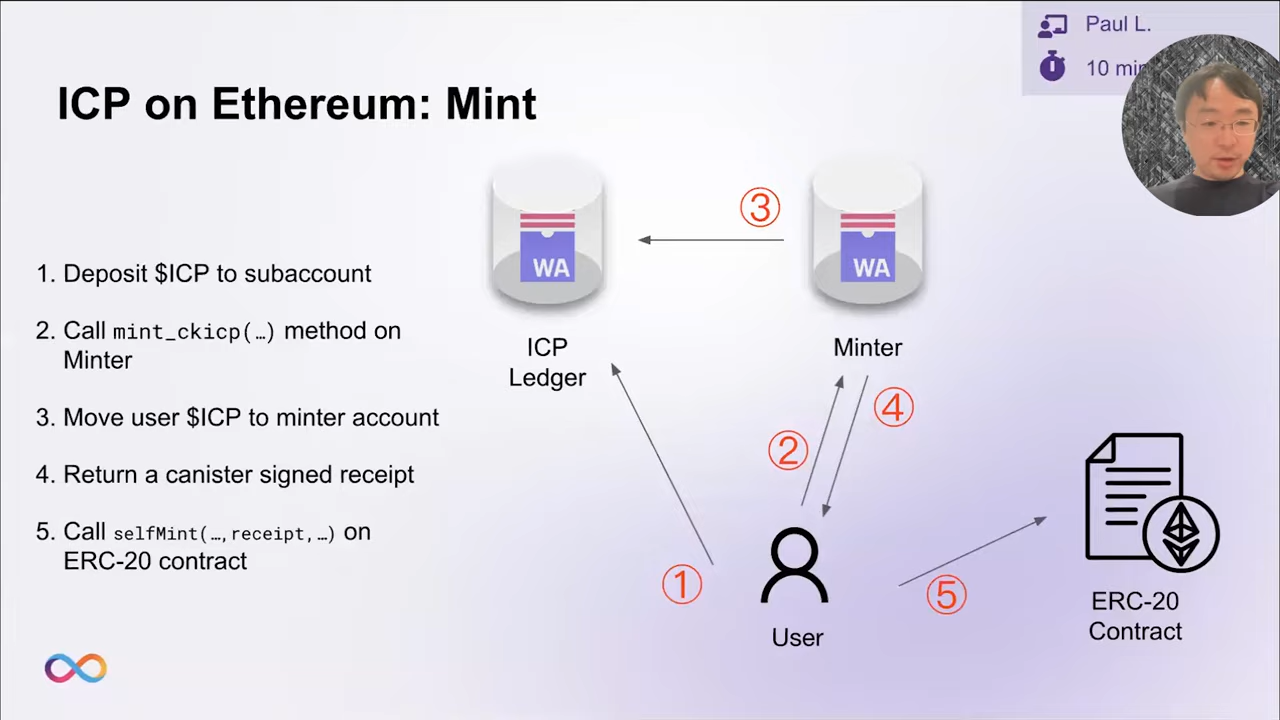 Paul L.
10 min
ICP on Ethereum: Mint
1. Deposit $ICP to subaccount
2. Call mint_ckicp(…) method on
Minter
3. Move user $ICP to minter account
4. Return a canister signed receipt
5. Call selfMint(…,receipt,…) on
ERC-20 contract
③
WA
WA
ICP
Ledger
Minter
④
②
①
⑤
User
ERC-20
Contract